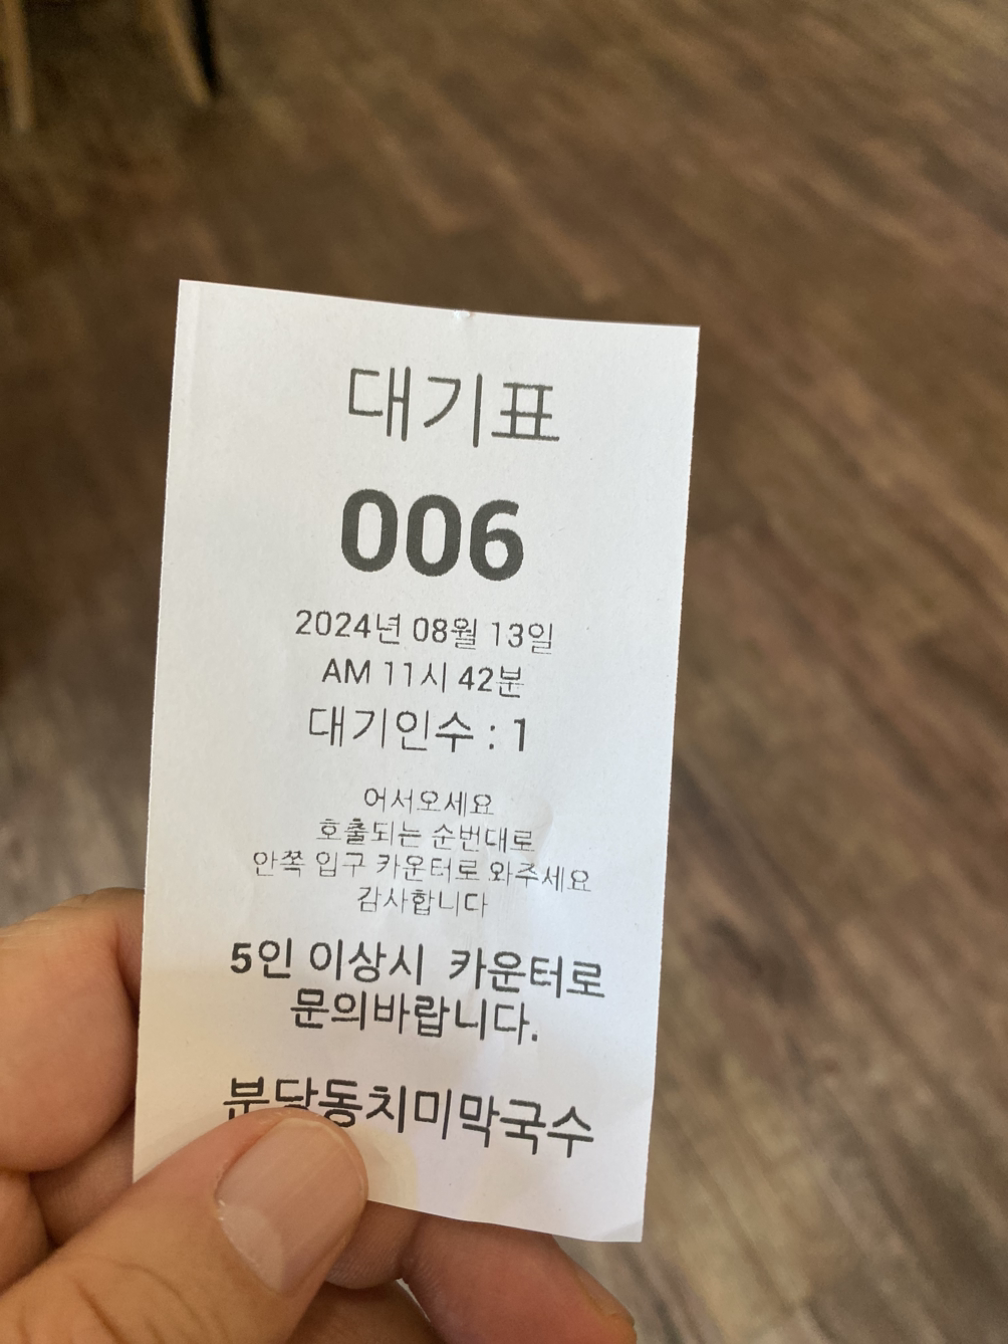 대기표
006
2024년 08월 13일
AM 11시 42분
대기인수 : 1
어서오세요
호출되는 순번대로
안쪽 입구 카운터로 와주세요
감사합니다
5인 이상시 카운터로
문의바랍니다.
분당동치미막국수